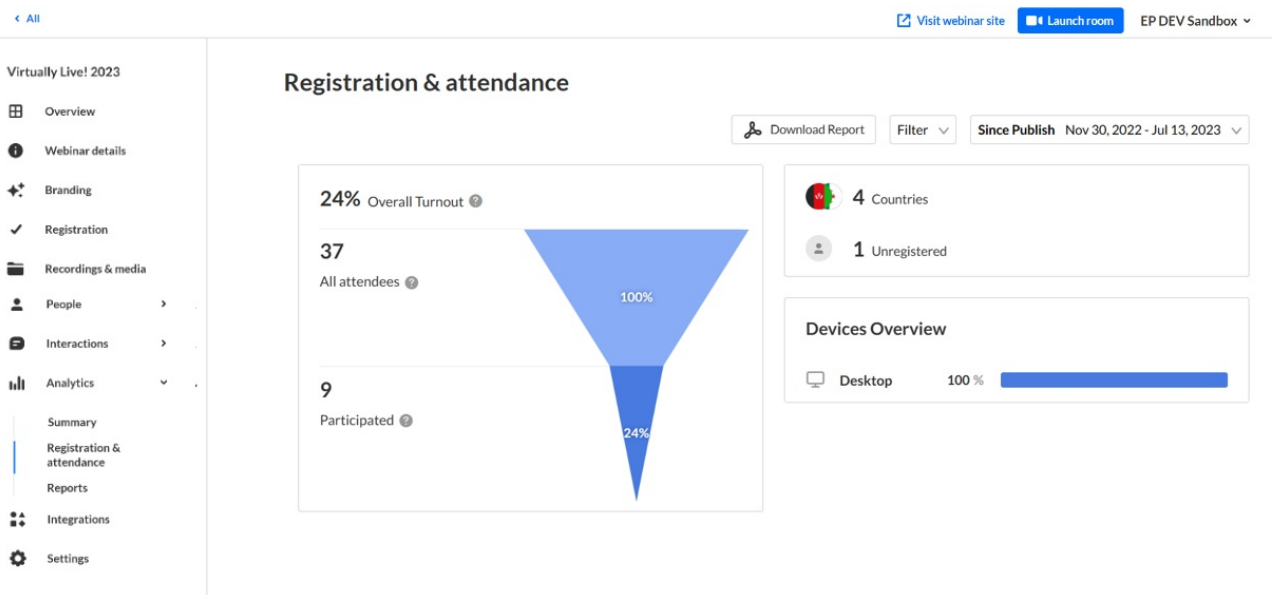 All
Visit webinar site
Launch room
EP DEV Sandbox
Virtually Live! 2023
Overview
Webinar details
Branding
Registration
Recordings & media
People
Interactions
Analytics
Summary
Registration &
attendance
Reports
Integrations
Settings
Registration & attendance
Download Report
Filter
Since Publish Nov 30, 2022 - Jul 13, 2023
24% Overall Turnout ?
37
All attendees ?
100%
9
Participated ?
24%
4 Countries
1 Unregistered
Devices Overview
Desktop 100 %